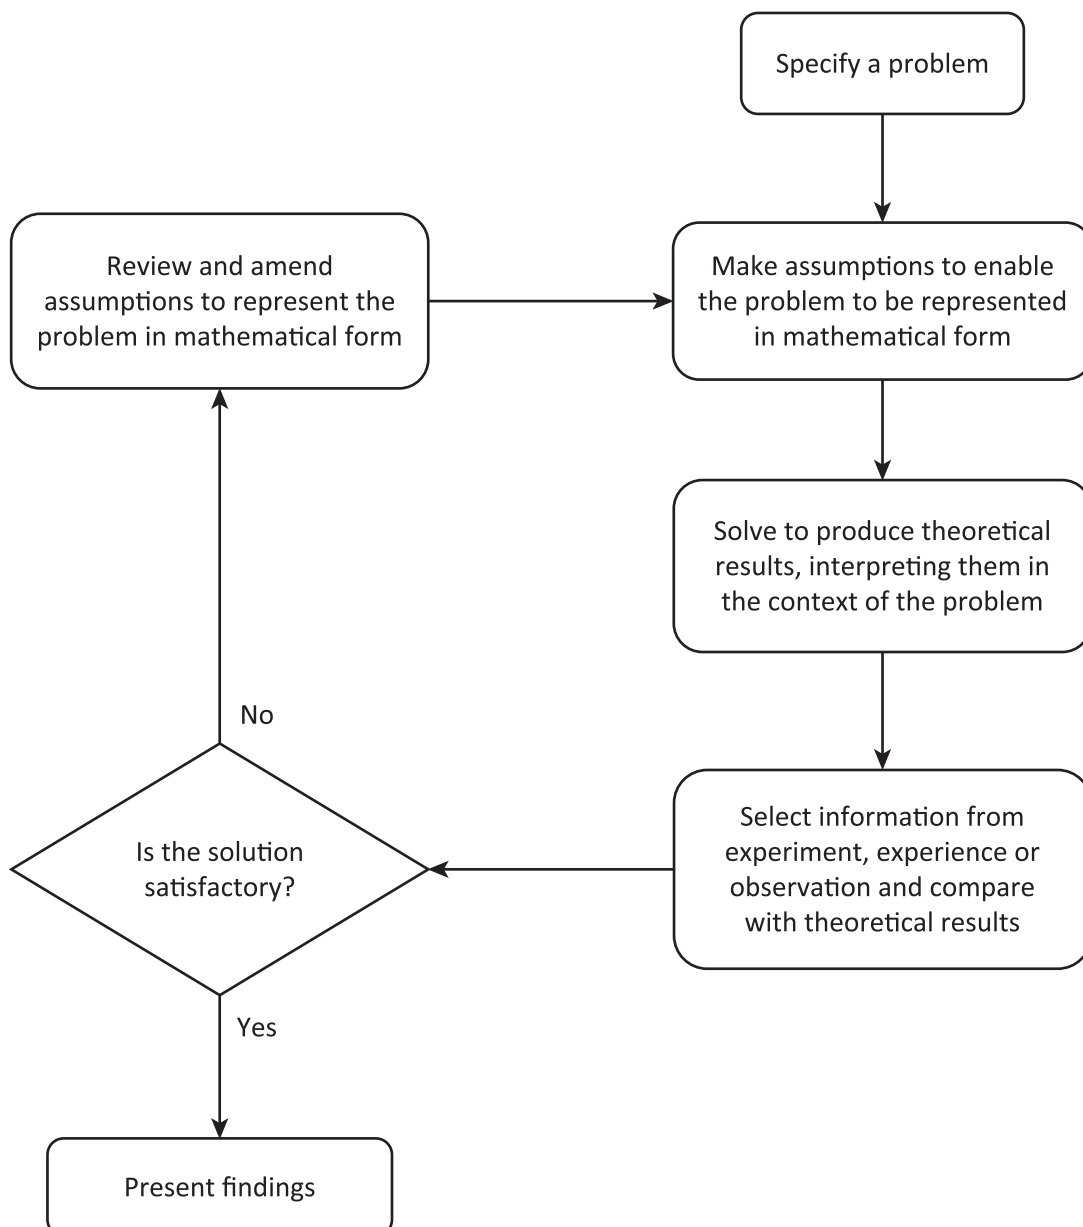 Specify a problem
Make assumptions to enable
the problem to be represented
in mathematical form
Review and amend
assumptions to represent the
problem in mathematical form
Solve to produce theoretical
results, interpreting them in
the context of the problem
Select information from
experiment, experience or
observation and compare
with theoretical results
Is the solution
satisfactory?
No
Yes
Present findings